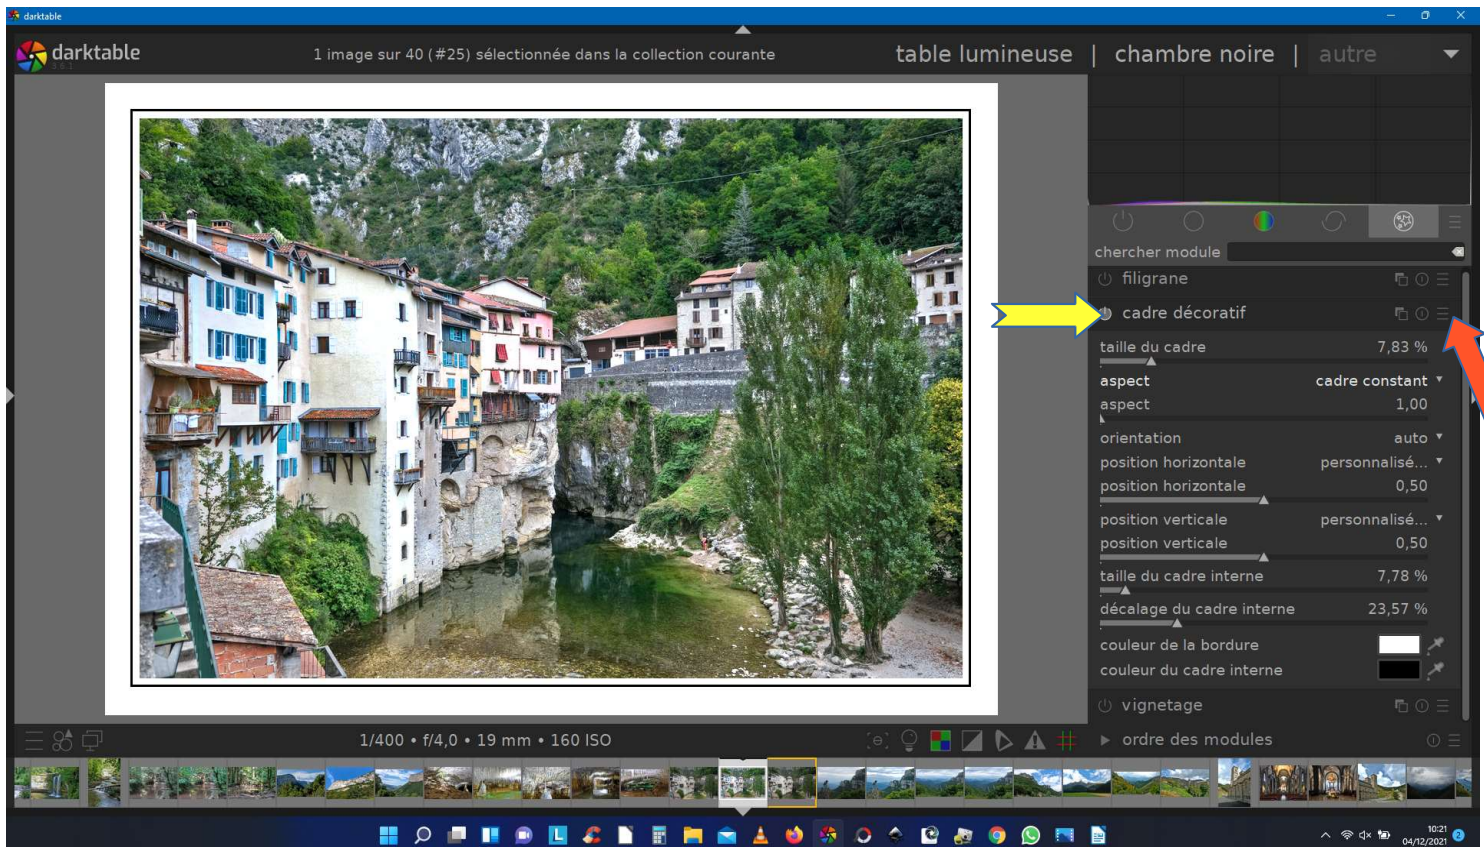 darktable
darktable
1 image sur 40 (#25) sélectionnée dans la collection courante
table lumineuse | chambre noire | autre
chercher module
filigrane
cadre décoratif
taille du cadre 7,83 %
aspect cadre constant
aspect 1,00
orientation auto
position horizontale personnalisé...
position horizontale 0,50
position verticale personnalisé...
position verticale 0,50
taille du cadre interne 7,78 %
décalage du cadre interne 23,57 %
couleur de la bordure
couleur du cadre interne
vignetage
1/400 • f/4,0 • 19 mm • 160 ISO
ordre des modules
10:21
04/12/2021
2